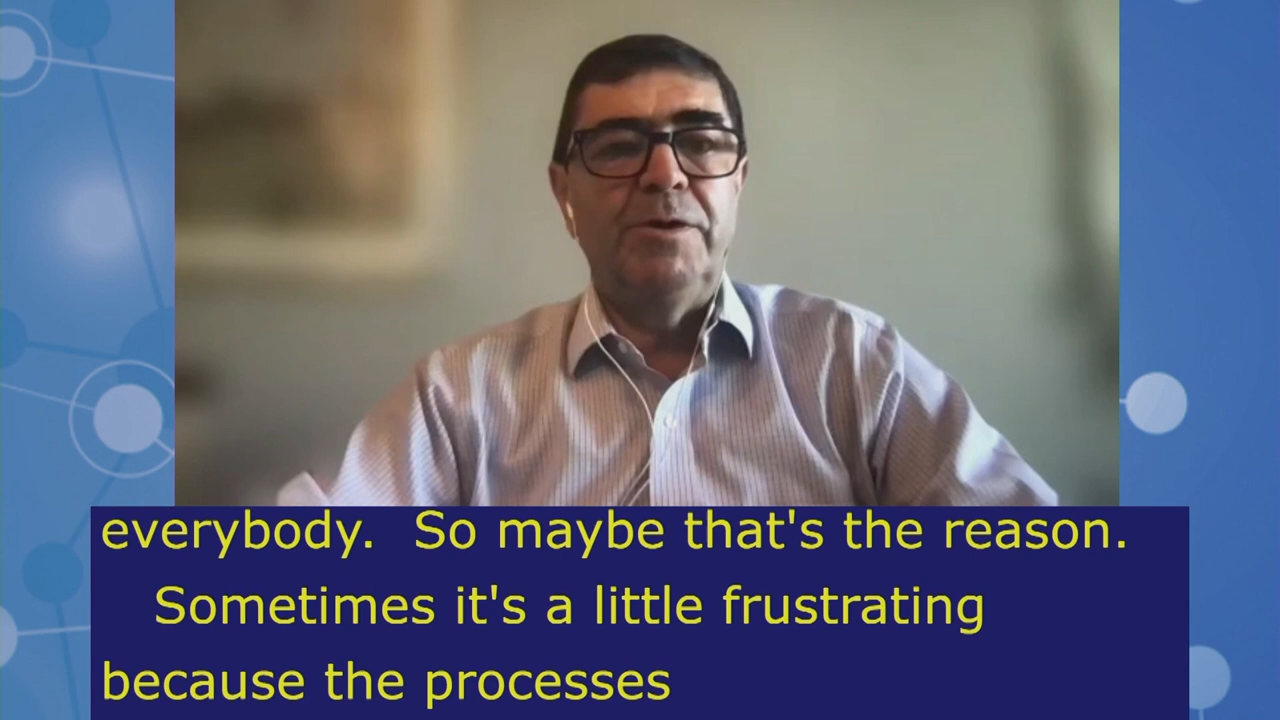 everybody.  So maybe that's the reason.
Sometimes it's a little frustrating
because the processes